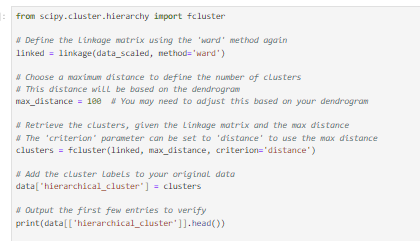 ]:
from scipy.cluster.hierarchy import fcluster
# Define the linkage matrix using the 'ward' method again
linked = linkage(data_scaled, method='ward')
# Choose a maximum distance to define the number of clusters
# This distance will be based on the dendrogram
max_distance = 100  # You may need to adjust this based on your dendrogram
# Retrieve the clusters, given the linkage matrix and the max distance
# The 'criterion' parameter can be set to 'distance' to use the max distance
clusters = fcluster(linked, max_distance, criterion='distance')
# Add the cluster labels to your original data
data['hierarchical_cluster'] = clusters
# Output the first few entries to verify
print(data[['hierarchical_cluster']].head())